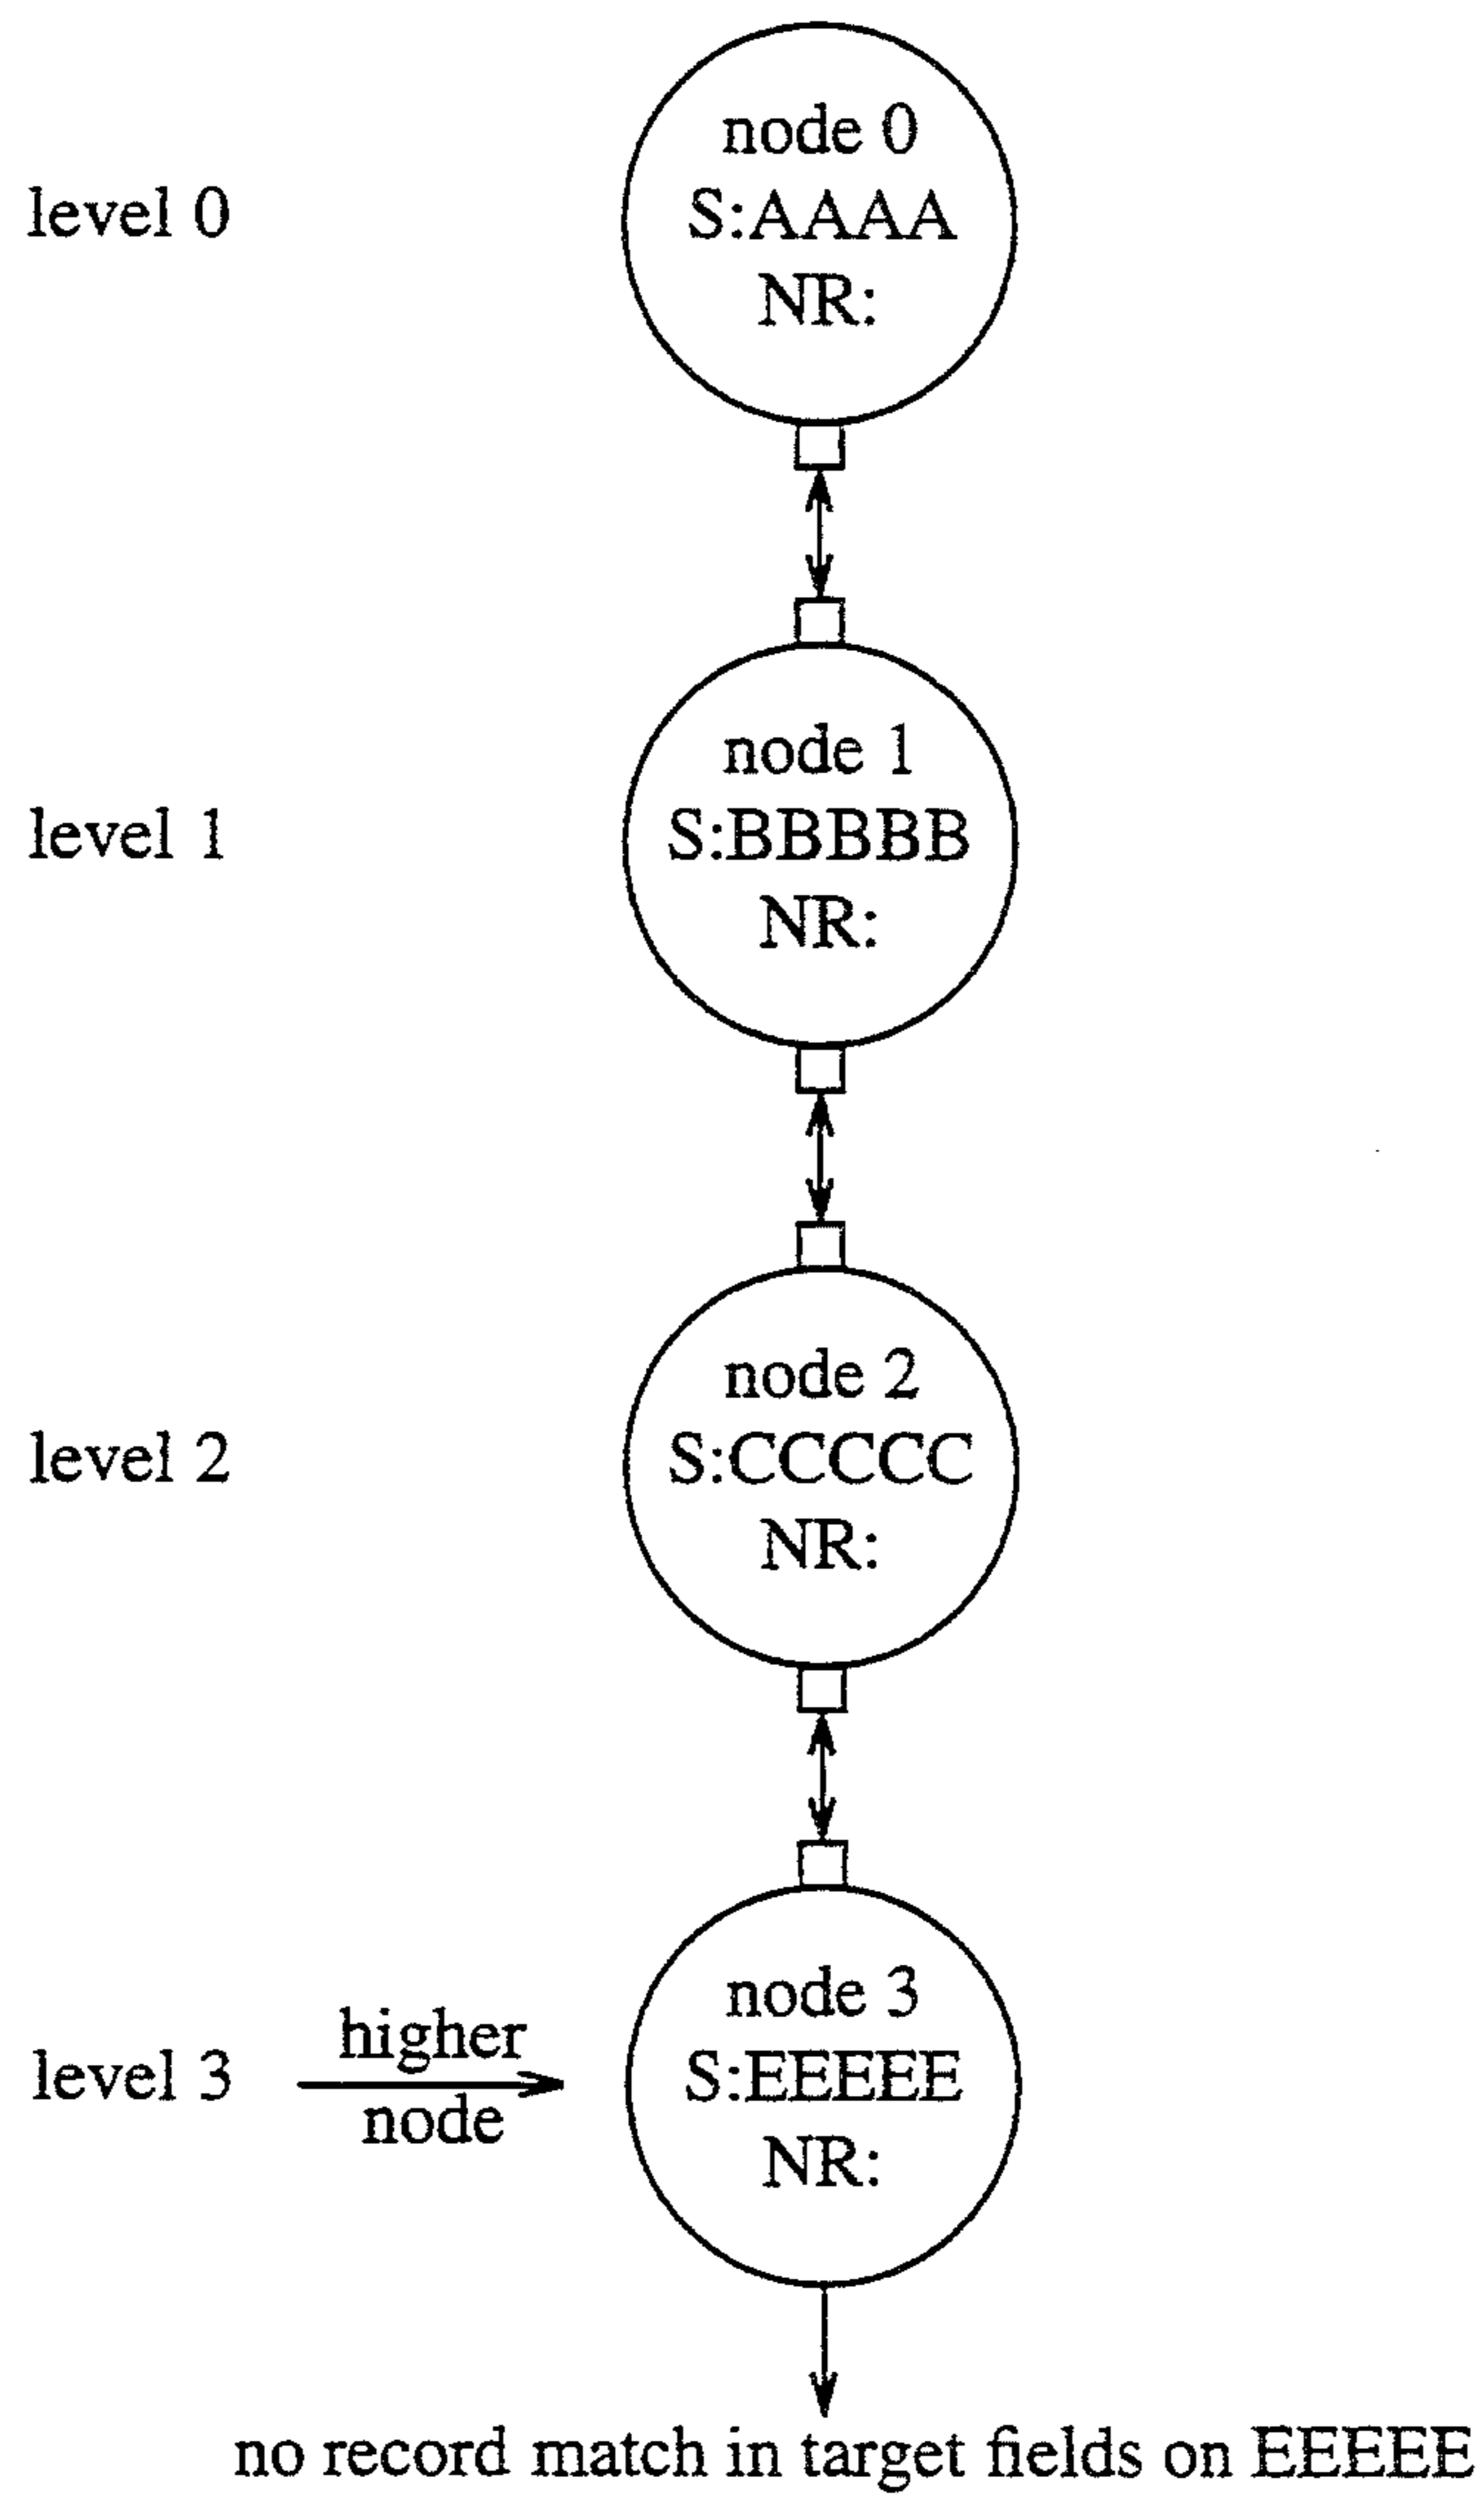 node 0
level 0 S:AAAA
NR:
node 1
level 1 S:BBBBB
NR:
node 2
level 2 S:CCCCC
NR:
node 3
higher
level 3 S:EEEEE
node
NR:
no record match in target fields on EEEEE